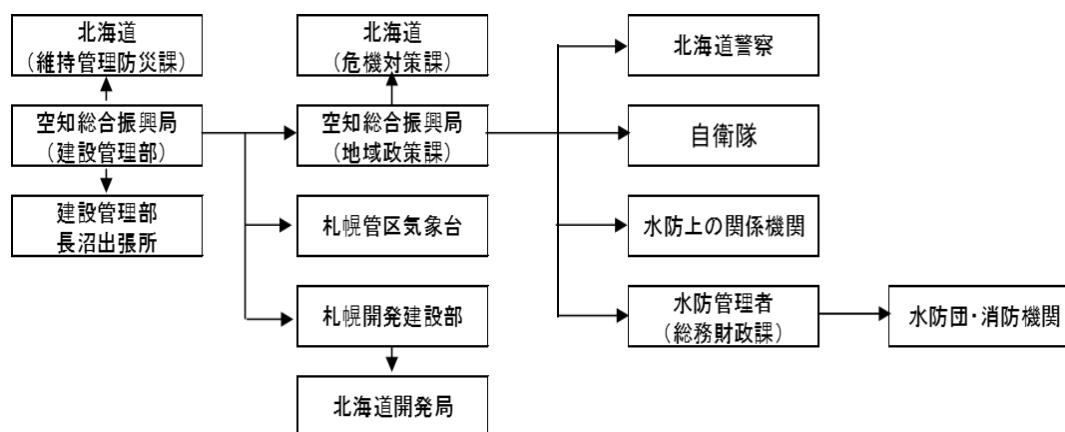 北海道
（維持管理防災課）
北海道
（危機対策課）
北海道警察
空知総合振興局
（建設管理部）
空知総合振興局
（地域政策課）
自衛隊
建設管理部
長沼出張所
札幌管区気象台
水防上の関係機関
札幌開発建設部
水防管理者
（総務財政課）
水防団・消防機関
北海道開発局